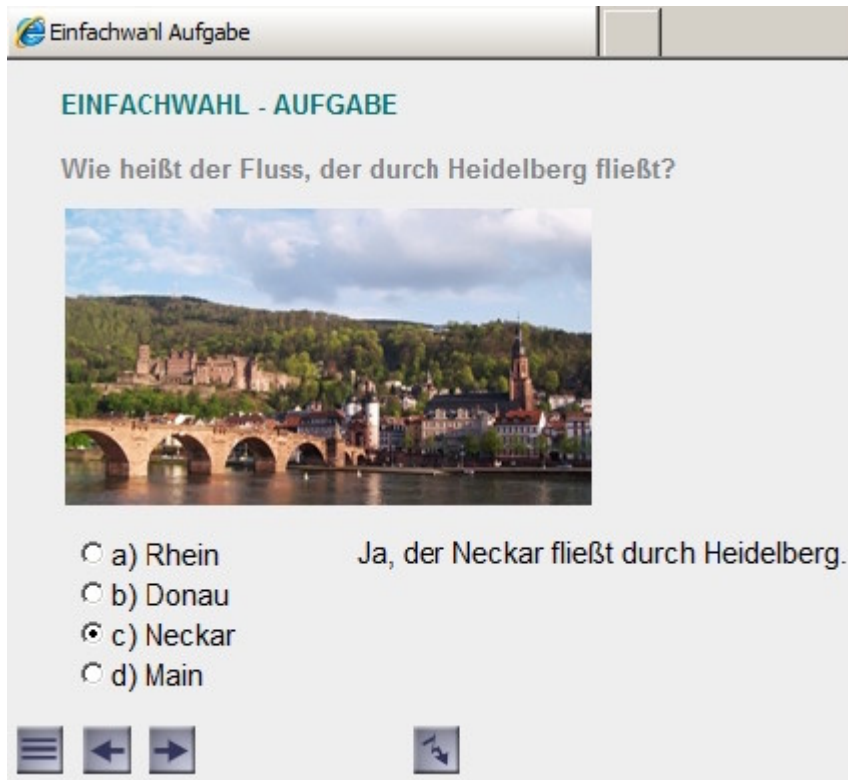 Einfachwahl Aufgabe
EINFACHWAHL - AUFGABE
Wie heißt der Fluss, der durch Heidelberg fließt?
a) Rhein
Ja, der Neckar fließt durch Heidelberg.
b) Donau
c) Neckar
d) Main